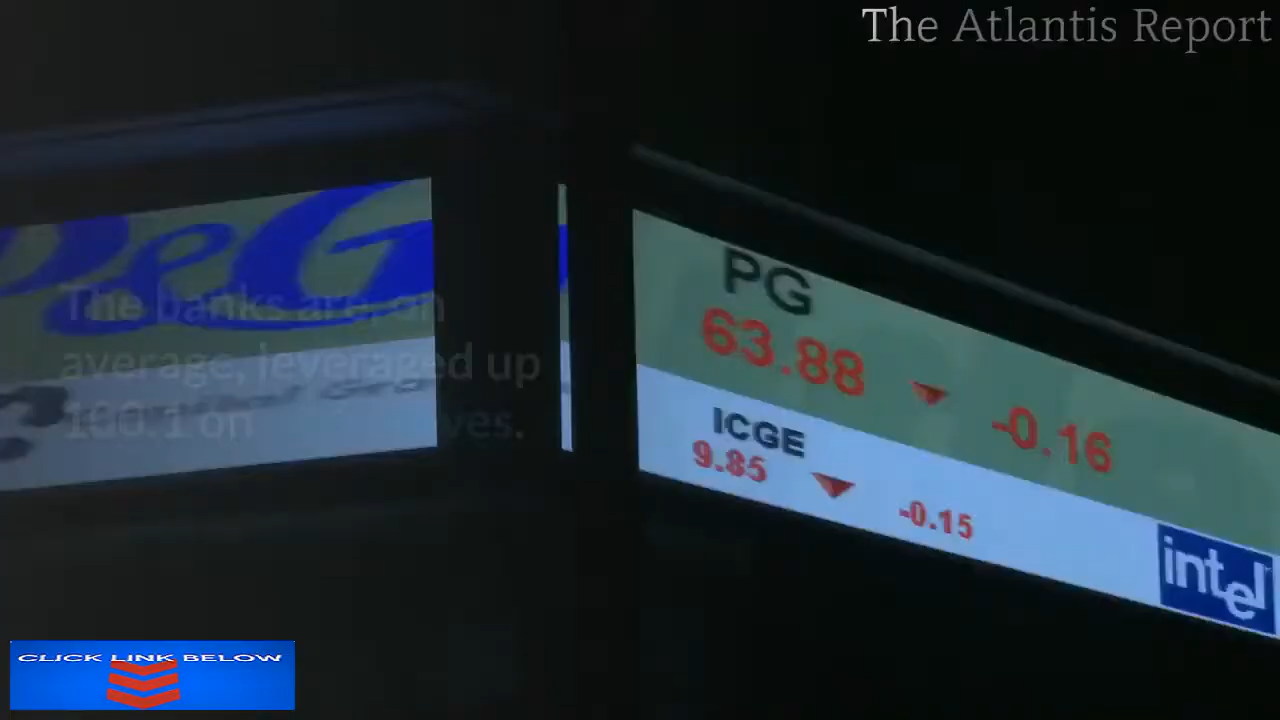 The Atlantis Report
P&G
PG
63.88 -0.16
ICGE
9.85 -0.15
intel
The banks are, on
average, leveraged up
100.1 on
CLICK LINK BELOW